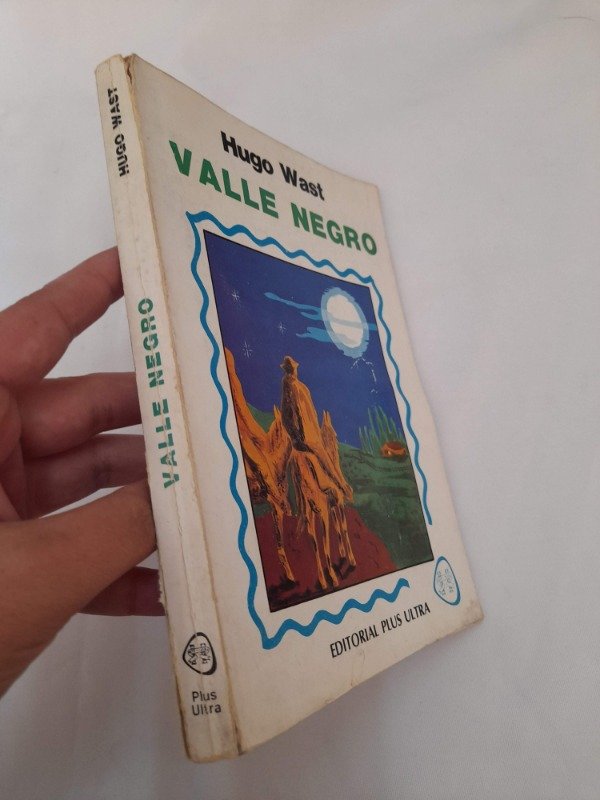 Hugo Wast
VALLE NEGRO
EDITORIAL PLUS ULTRA
HUGO WAST
VALLE NEGRO
Plus
Ultra